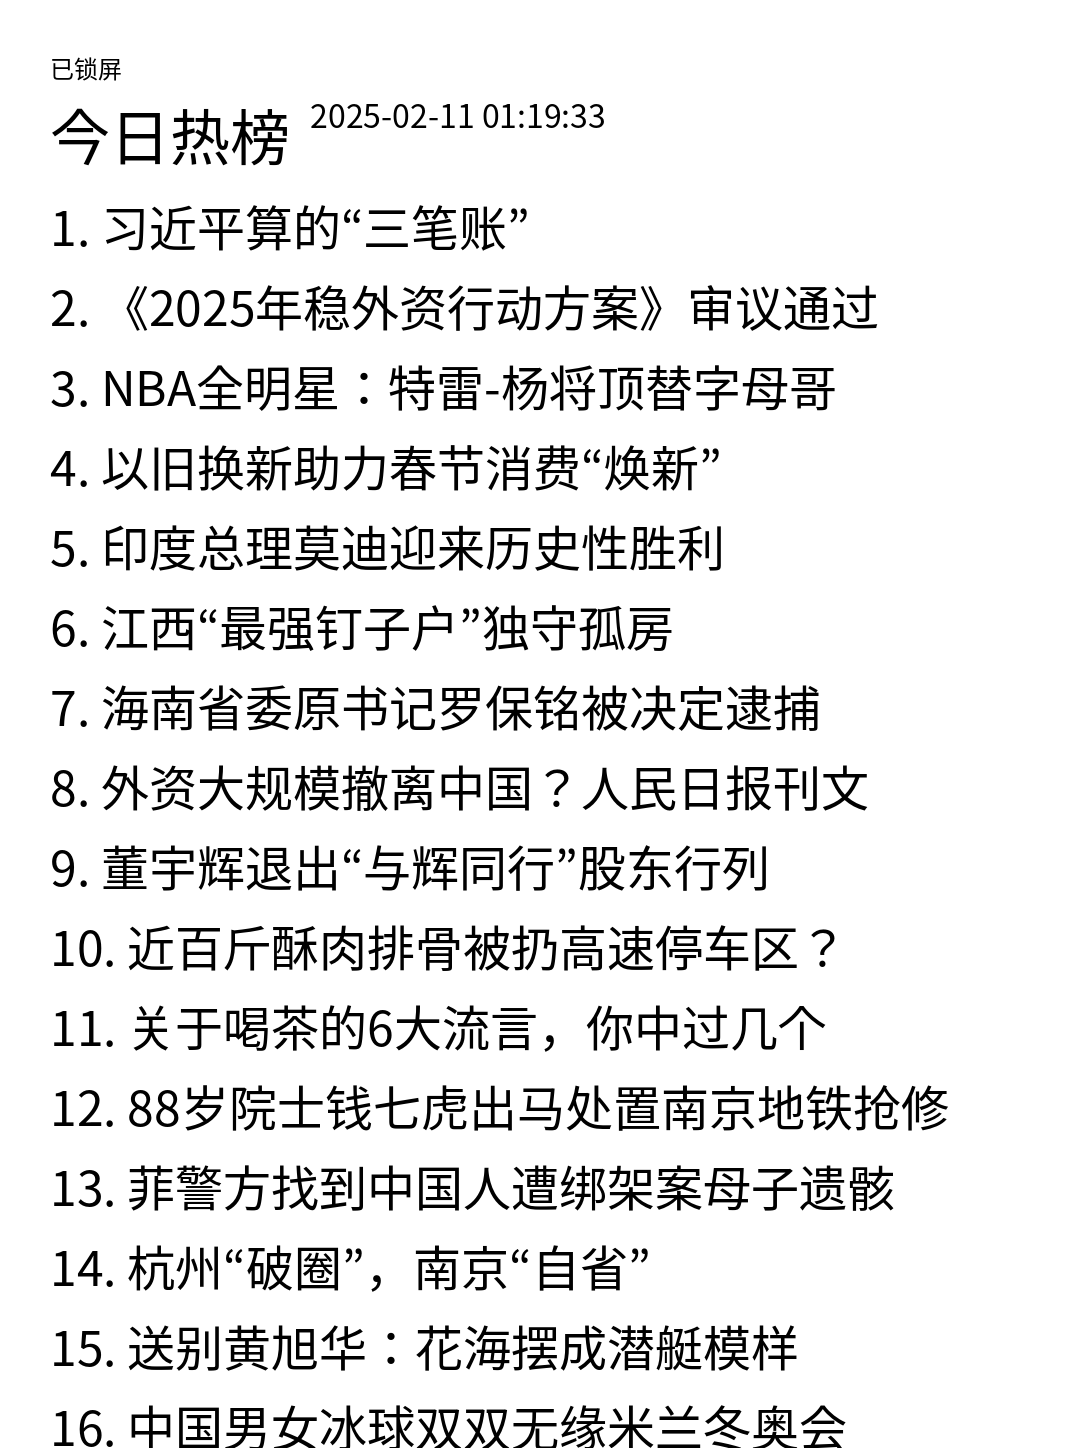 已锁屏
今日热榜 2025-02-11 01:19:33
1. 习近平算的“三笔账”
2. 《2025年稳外资行动方案》审议通过
3. NBA全明星：特雷-杨将顶替字母哥
4. 以旧换新助力春节消费“焕新”
5. 印度总理莫迪迎来历史性胜利
6. 江西“最强钉子户”独守孤房
7. 海南省委原书记罗保铭被决定逮捕
8. 外资大规模撤离中国？人民日报刊文
9. 董宇辉退出“与辉同行”股东行列
10. 近百斤酥肉排骨被扔高速停车区？
11. 关于喝茶的6大流言，你中过几个
12. 88岁院士钱七虎出马处置南京地铁抢修
13. 菲警方找到中国人遭绑架案母子遗骸
14. 杭州“破圈”，南京“自省”
15. 送别黄旭华：花海摆成潜艇模样
16. 中国男女冰球双双无缘米兰冬奥会